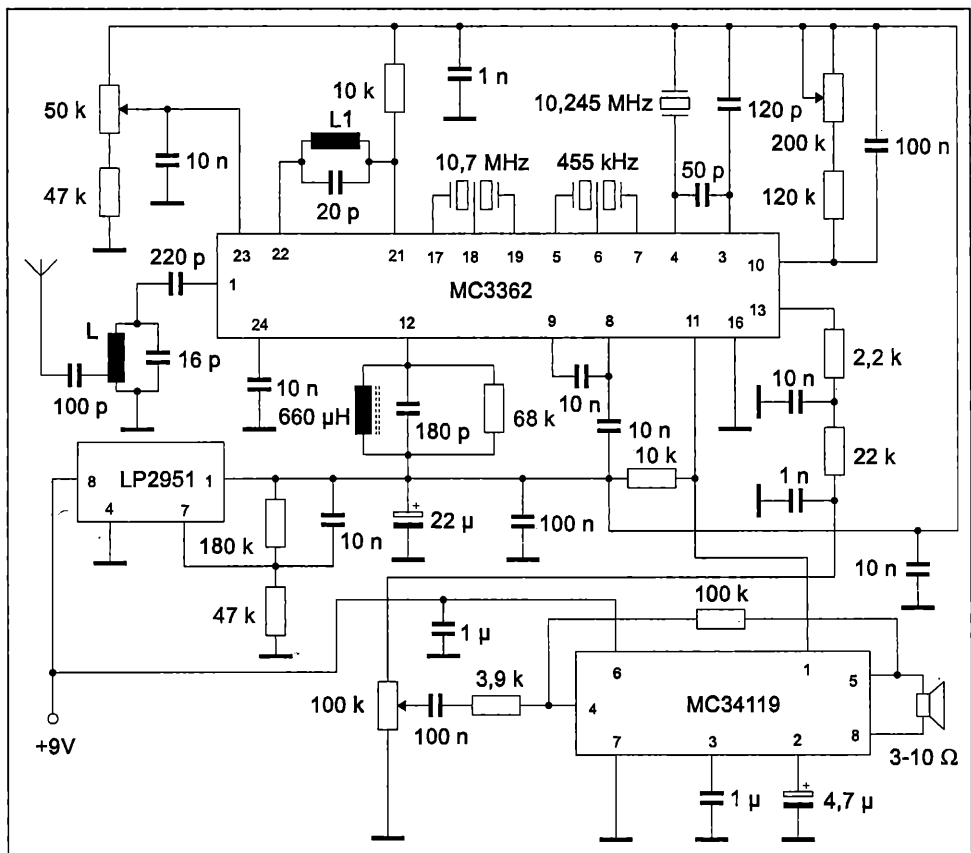 50 k
47 k
10 n
10 k
L1
20 p
1 n
10,7 MHz
455 kHz
10,245 MHz
50 p
120 p
200 k
120 k
100 n
220 p
23
22
21
17
18
19
5
6
7
4
3
10
1
MC3362
13
24
12
9
8
11
16
L
16 p
100 p
10 n
660 µH
180 p
68 k
10 n
10 n
10 k
2,2 k
10 n
22 k
1 n
8
LP2951
1
4
7
180 k
10 n
22 µ
+
100 n
10 n
47 k
1 µ
100 k
+9V
100 k
100 n
3,9 k
6
1
4
MC34119
5
8
7
3
2
3-10 Ω
1 µ
4,7 µ
+